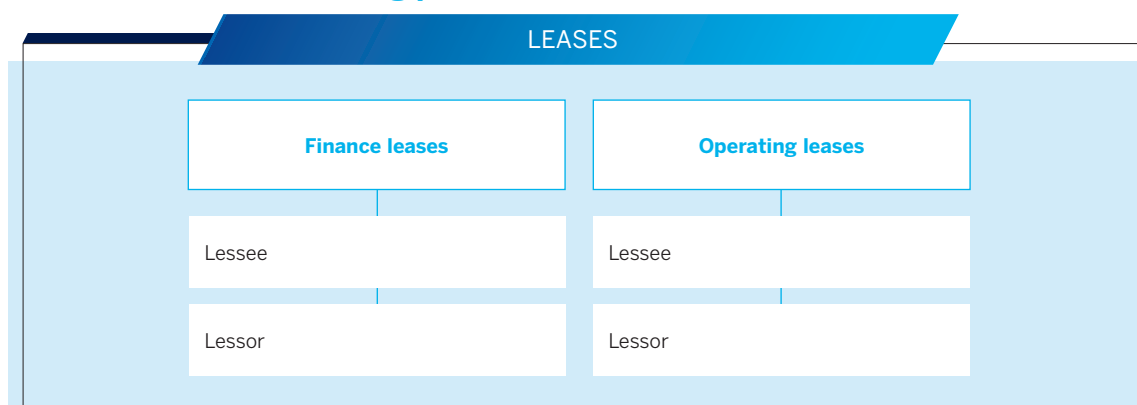 LEASES
Finance leases
Operating leases
Lessee
Lessee
Lessor
Lessor